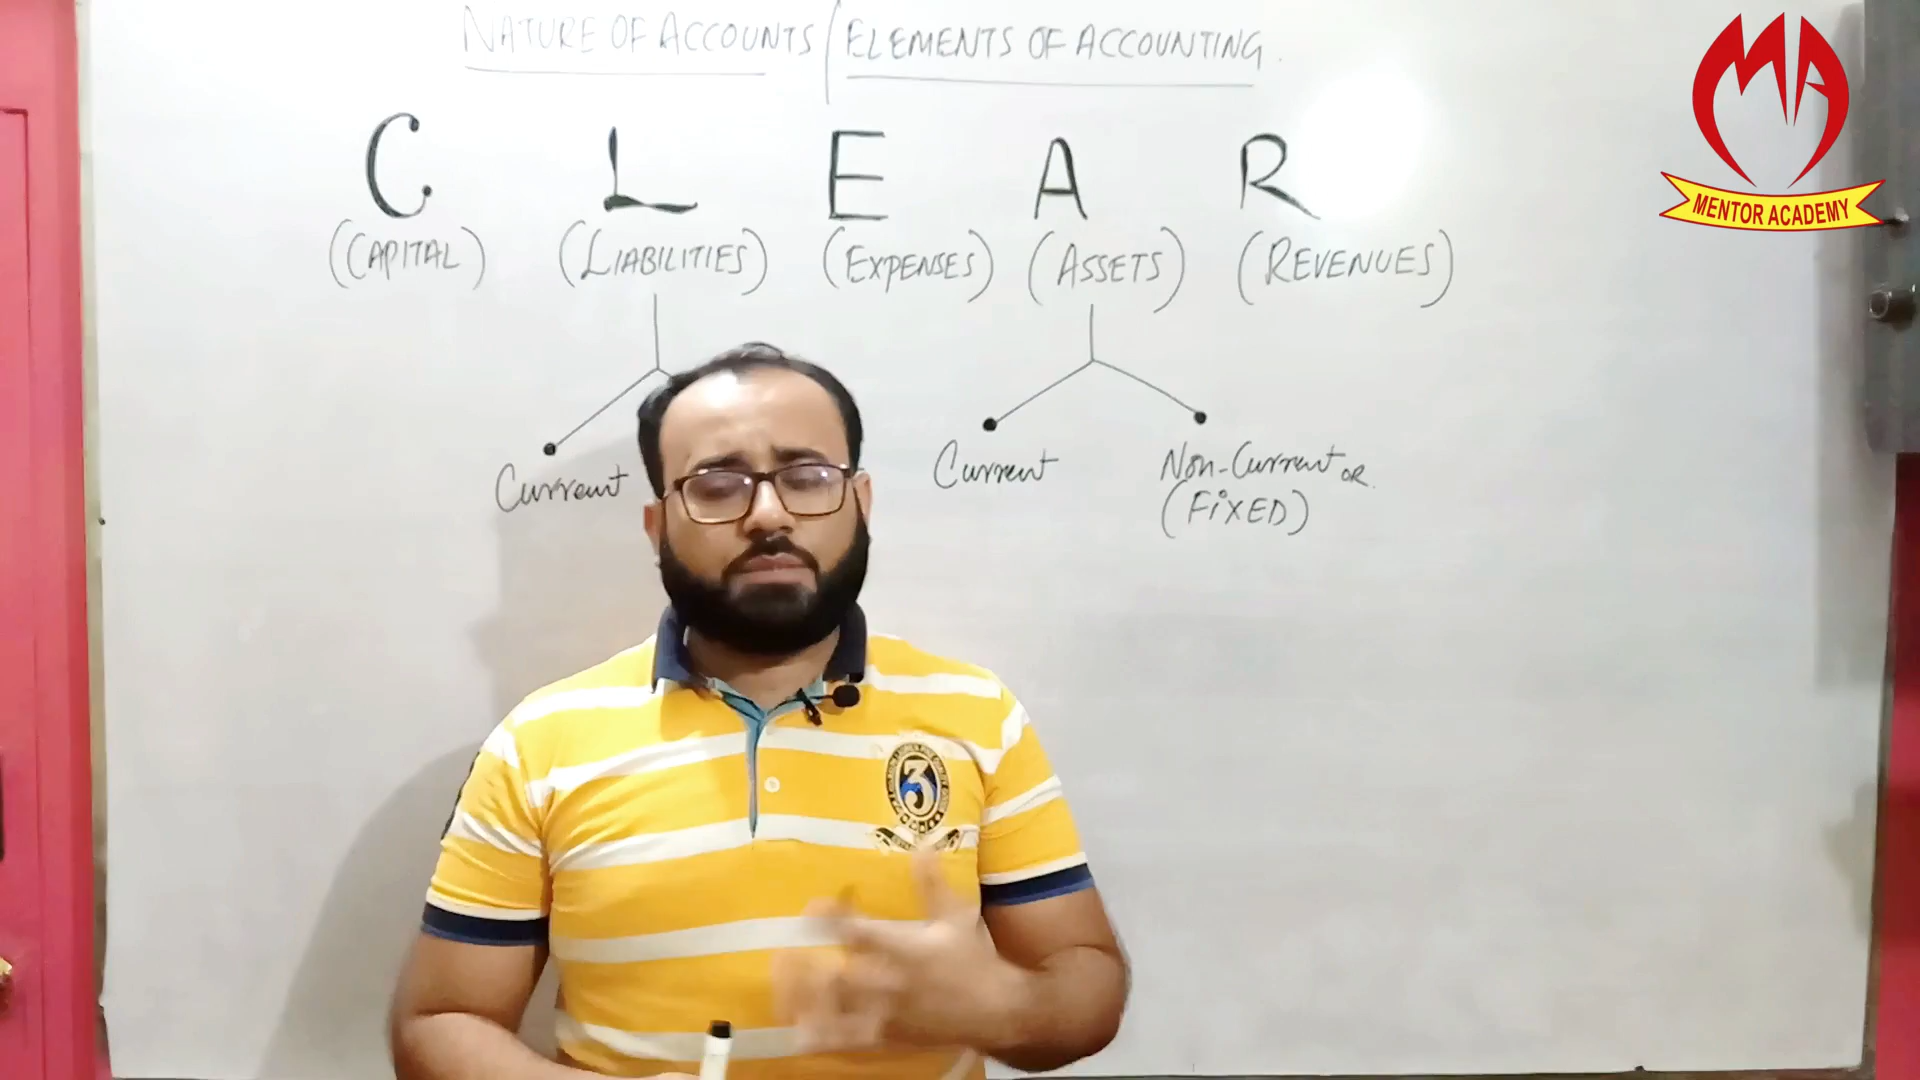 NATURE OF ACCOUNTS / ELEMENTS OF ACCOUNTING.
C L E A R
(CAPITAL) (LIABILITIES) (EXPENSES) (ASSETS) (REVENUES)
Current Current Non-Current OR
(FIXED)
MENTOR ACADEMY
3